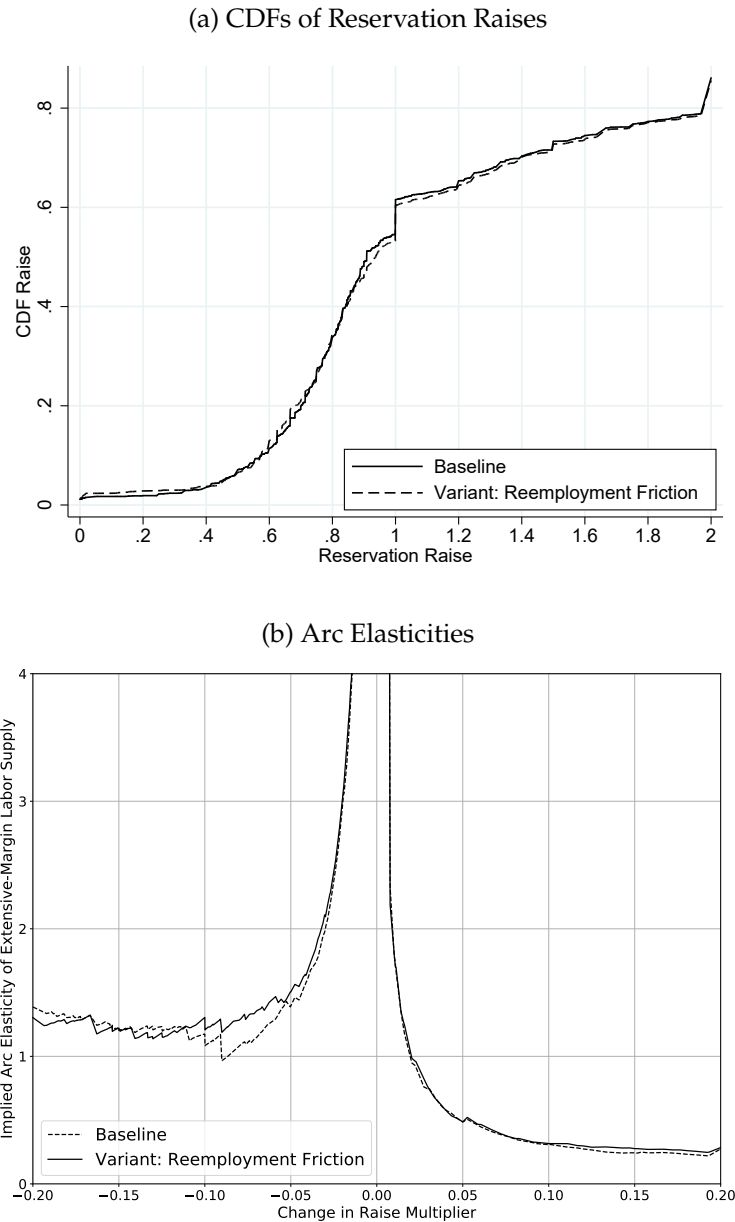 (a) CDFs of Reservation Raises
CDF Raise
.8
.6
.4
.2
0
0 .2 .4 .6 .8 1 1.2 1.4 1.6 1.8 2
Reservation Raise
Baseline
Variant: Reemployment Friction
(b) Arc Elasticities
Implied Arc Elasticity of Extensive-Margin Labor Supply
4
3
2
1
0
−0.20 −0.15 −0.10 −0.05 0.00 0.05 0.10 0.15 0.20
Change in Raise Multiplier
Baseline
Variant: Reemployment Friction